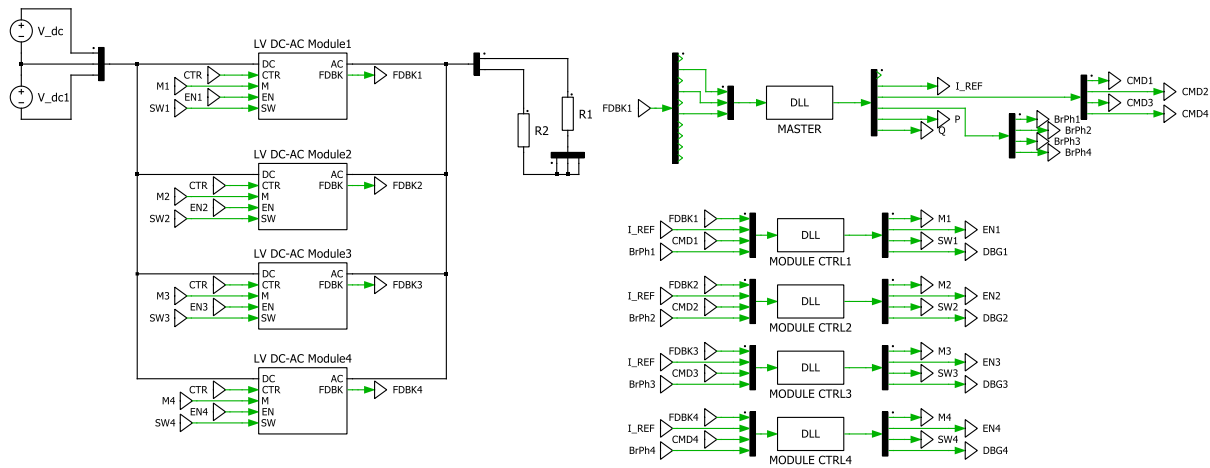 V_dc
V_dc1
LV DC-AC Module1
DC
AC
CTR
CTR
FDBK
FDBK1
M1
M
EN1
EN
SW1
SW
LV DC-AC Module2
DC
AC
CTR
CTR
FDBK
FDBK2
M2
M
EN2
EN
SW2
SW
LV DC-AC Module3
DC
AC
CTR
CTR
FDBK
FDBK3
M3
M
EN3
EN
SW3
SW
LV DC-AC Module4
DC
AC
CTR
CTR
FDBK
FDBK4
M4
M
EN4
EN
SW4
SW
R1
R2
FDBK1
DLL
MASTER
I_REF
P
Q
CMD1
CMD2
CMD3
CMD4
BrPh1
BrPh2
BrPh3
BrPh4
FDBK1
I_REF
CMD1
BrPh1
DLL
MODULE CTRL1
M1
EN1
SW1
DBG1
FDBK2
I_REF
CMD2
BrPh2
DLL
MODULE CTRL2
M2
EN2
SW2
DBG2
FDBK3
I_REF
CMD3
BrPh3
DLL
MODULE CTRL3
M3
EN3
SW3
DBG3
FDBK4
I_REF
CMD4
BrPh4
DLL
MODULE CTRL4
M4
EN4
SW4
DBG4